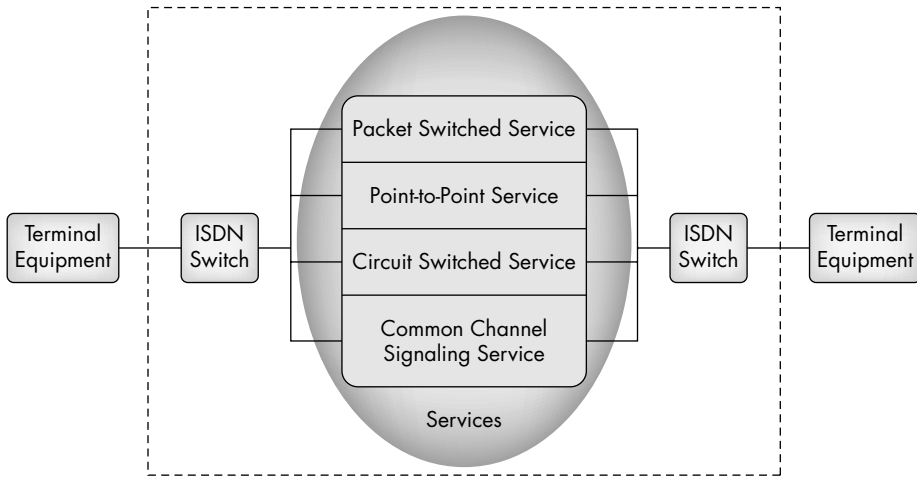 Packet Switched Service
Point-to-Point Service
Terminal
Equipment
ISDN
Switch
Circuit Switched Service
ISDN
Switch
Terminal
Equipment
Common Channel
Signaling Service
Services